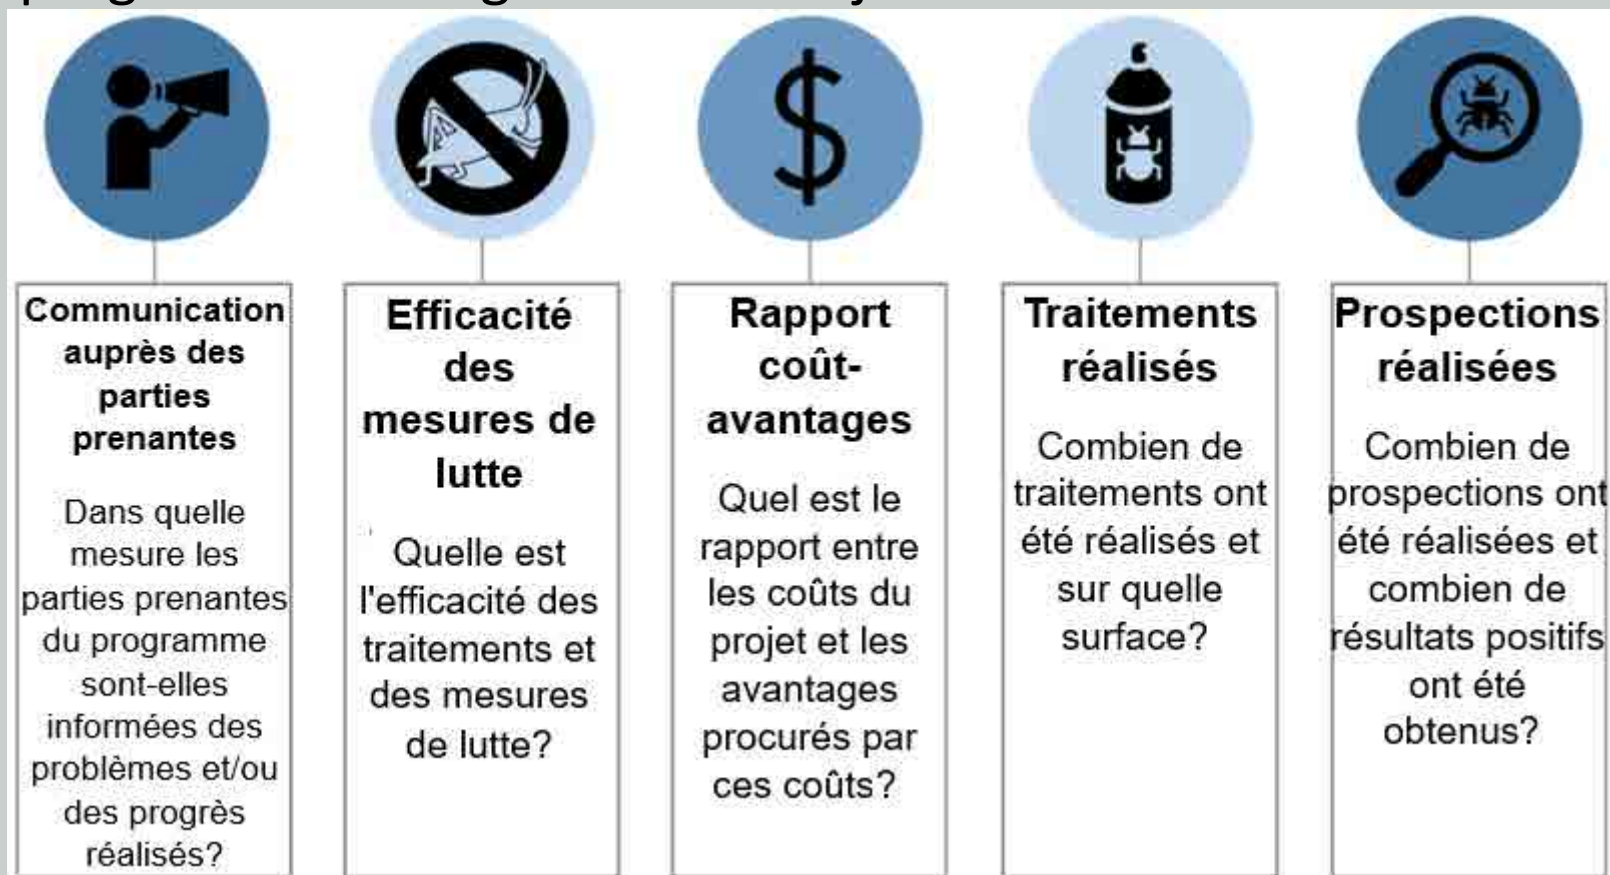 Communication
auprès des
parties
prenantes
Dans quelle
mesure les
parties prenantes
du programme
sont-elles
informées des
problèmes et/ou
des progrès
réalisés?
Efficacité
des
mesures de
lutte
Quelle est
l'efficacité des
traitements et
des mesures
de lutte?
Rapport
coût-
avantages
Quel est le
rapport entre
les coûts du
projet et les
avantages
procurés par
ces coûts?
Traitements
réalisés
Combien de
traitements ont
été réalisés et
sur quelle
surface?
Prospections
réalisées
Combien de
prospections ont
été réalisées et
combien de
résultats positifs
ont été
obtenus?